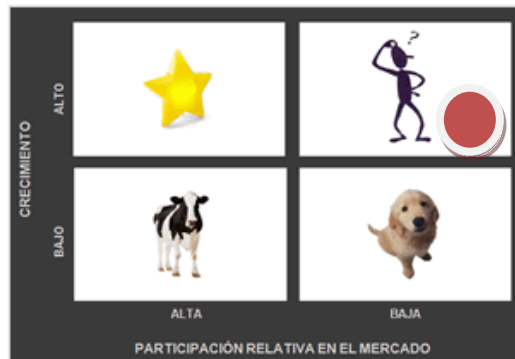 ?
ALTO
CRECIMIENTO
BAJO
ALTA
BAJA
PARTICIPACIÓN RELATIVA EN EL MERCADO